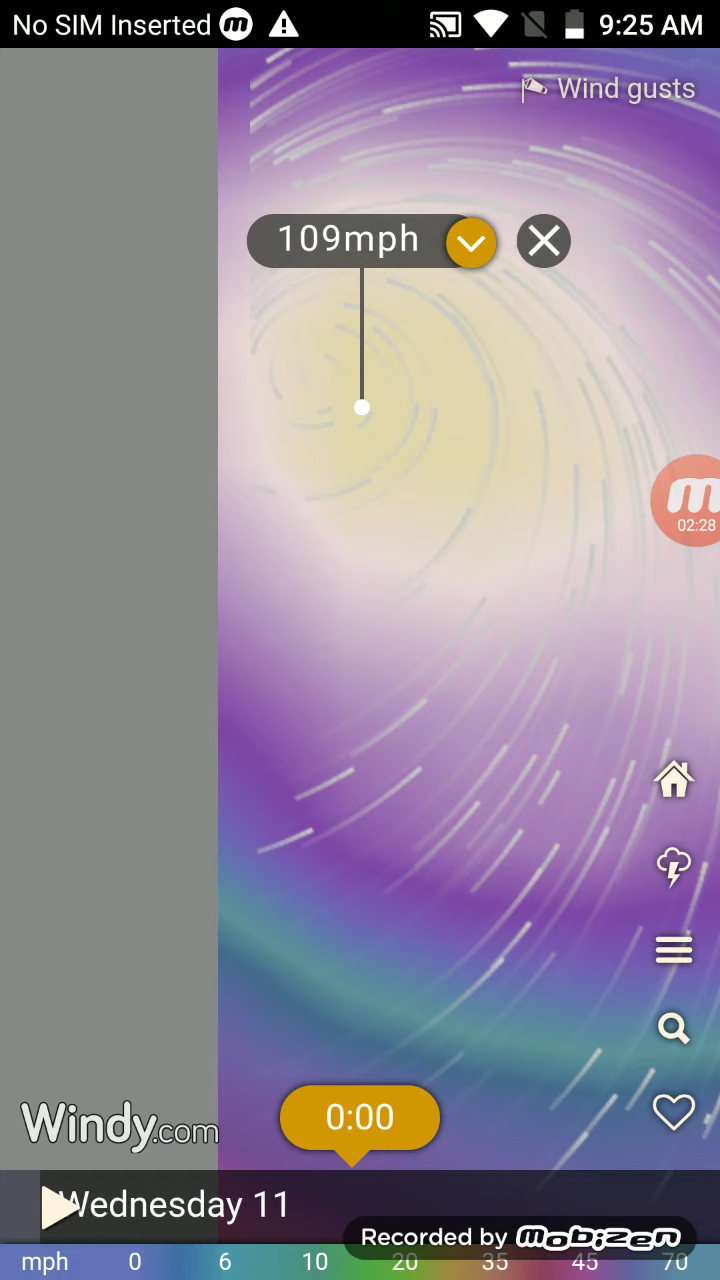 No SIM Inserted m 9:25 AM
Wind gusts
109mph
m
02:28
Windy.com
0:00
Wednesday 11
Recorded by mobizen
mph 0 6 10 20 35 45 70